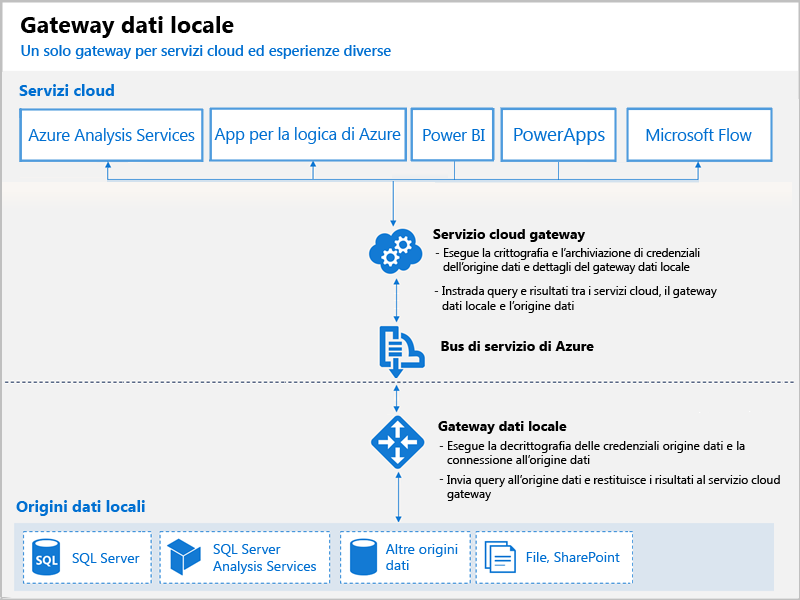 Gateway dati locale
Un solo gateway per servizi cloud ed esperienze diverse
Servizi cloud
Azure Analysis Services
App per la logica di Azure
Power BI
PowerApps
Microsoft Flow
Servizio cloud gateway
- Esegue la crittografia e l'archiviazione di credenziali
dell'origine dati e dettagli del gateway dati locale
- Instrada query e risultati tra i servizi cloud, il gateway
dati locale e l'origine dati
Bus di servizio di Azure
Gateway dati locale
- Esegue la decrittografia delle credenziali origine dati e la
connessione all'origine dati
- Invia query all'origine dati e restituisce i risultati al servizio cloud
gateway
Origini dati locali
SQL
SQL Server
SQL Server
Analysis Services
Altre origini
dati
File, SharePoint